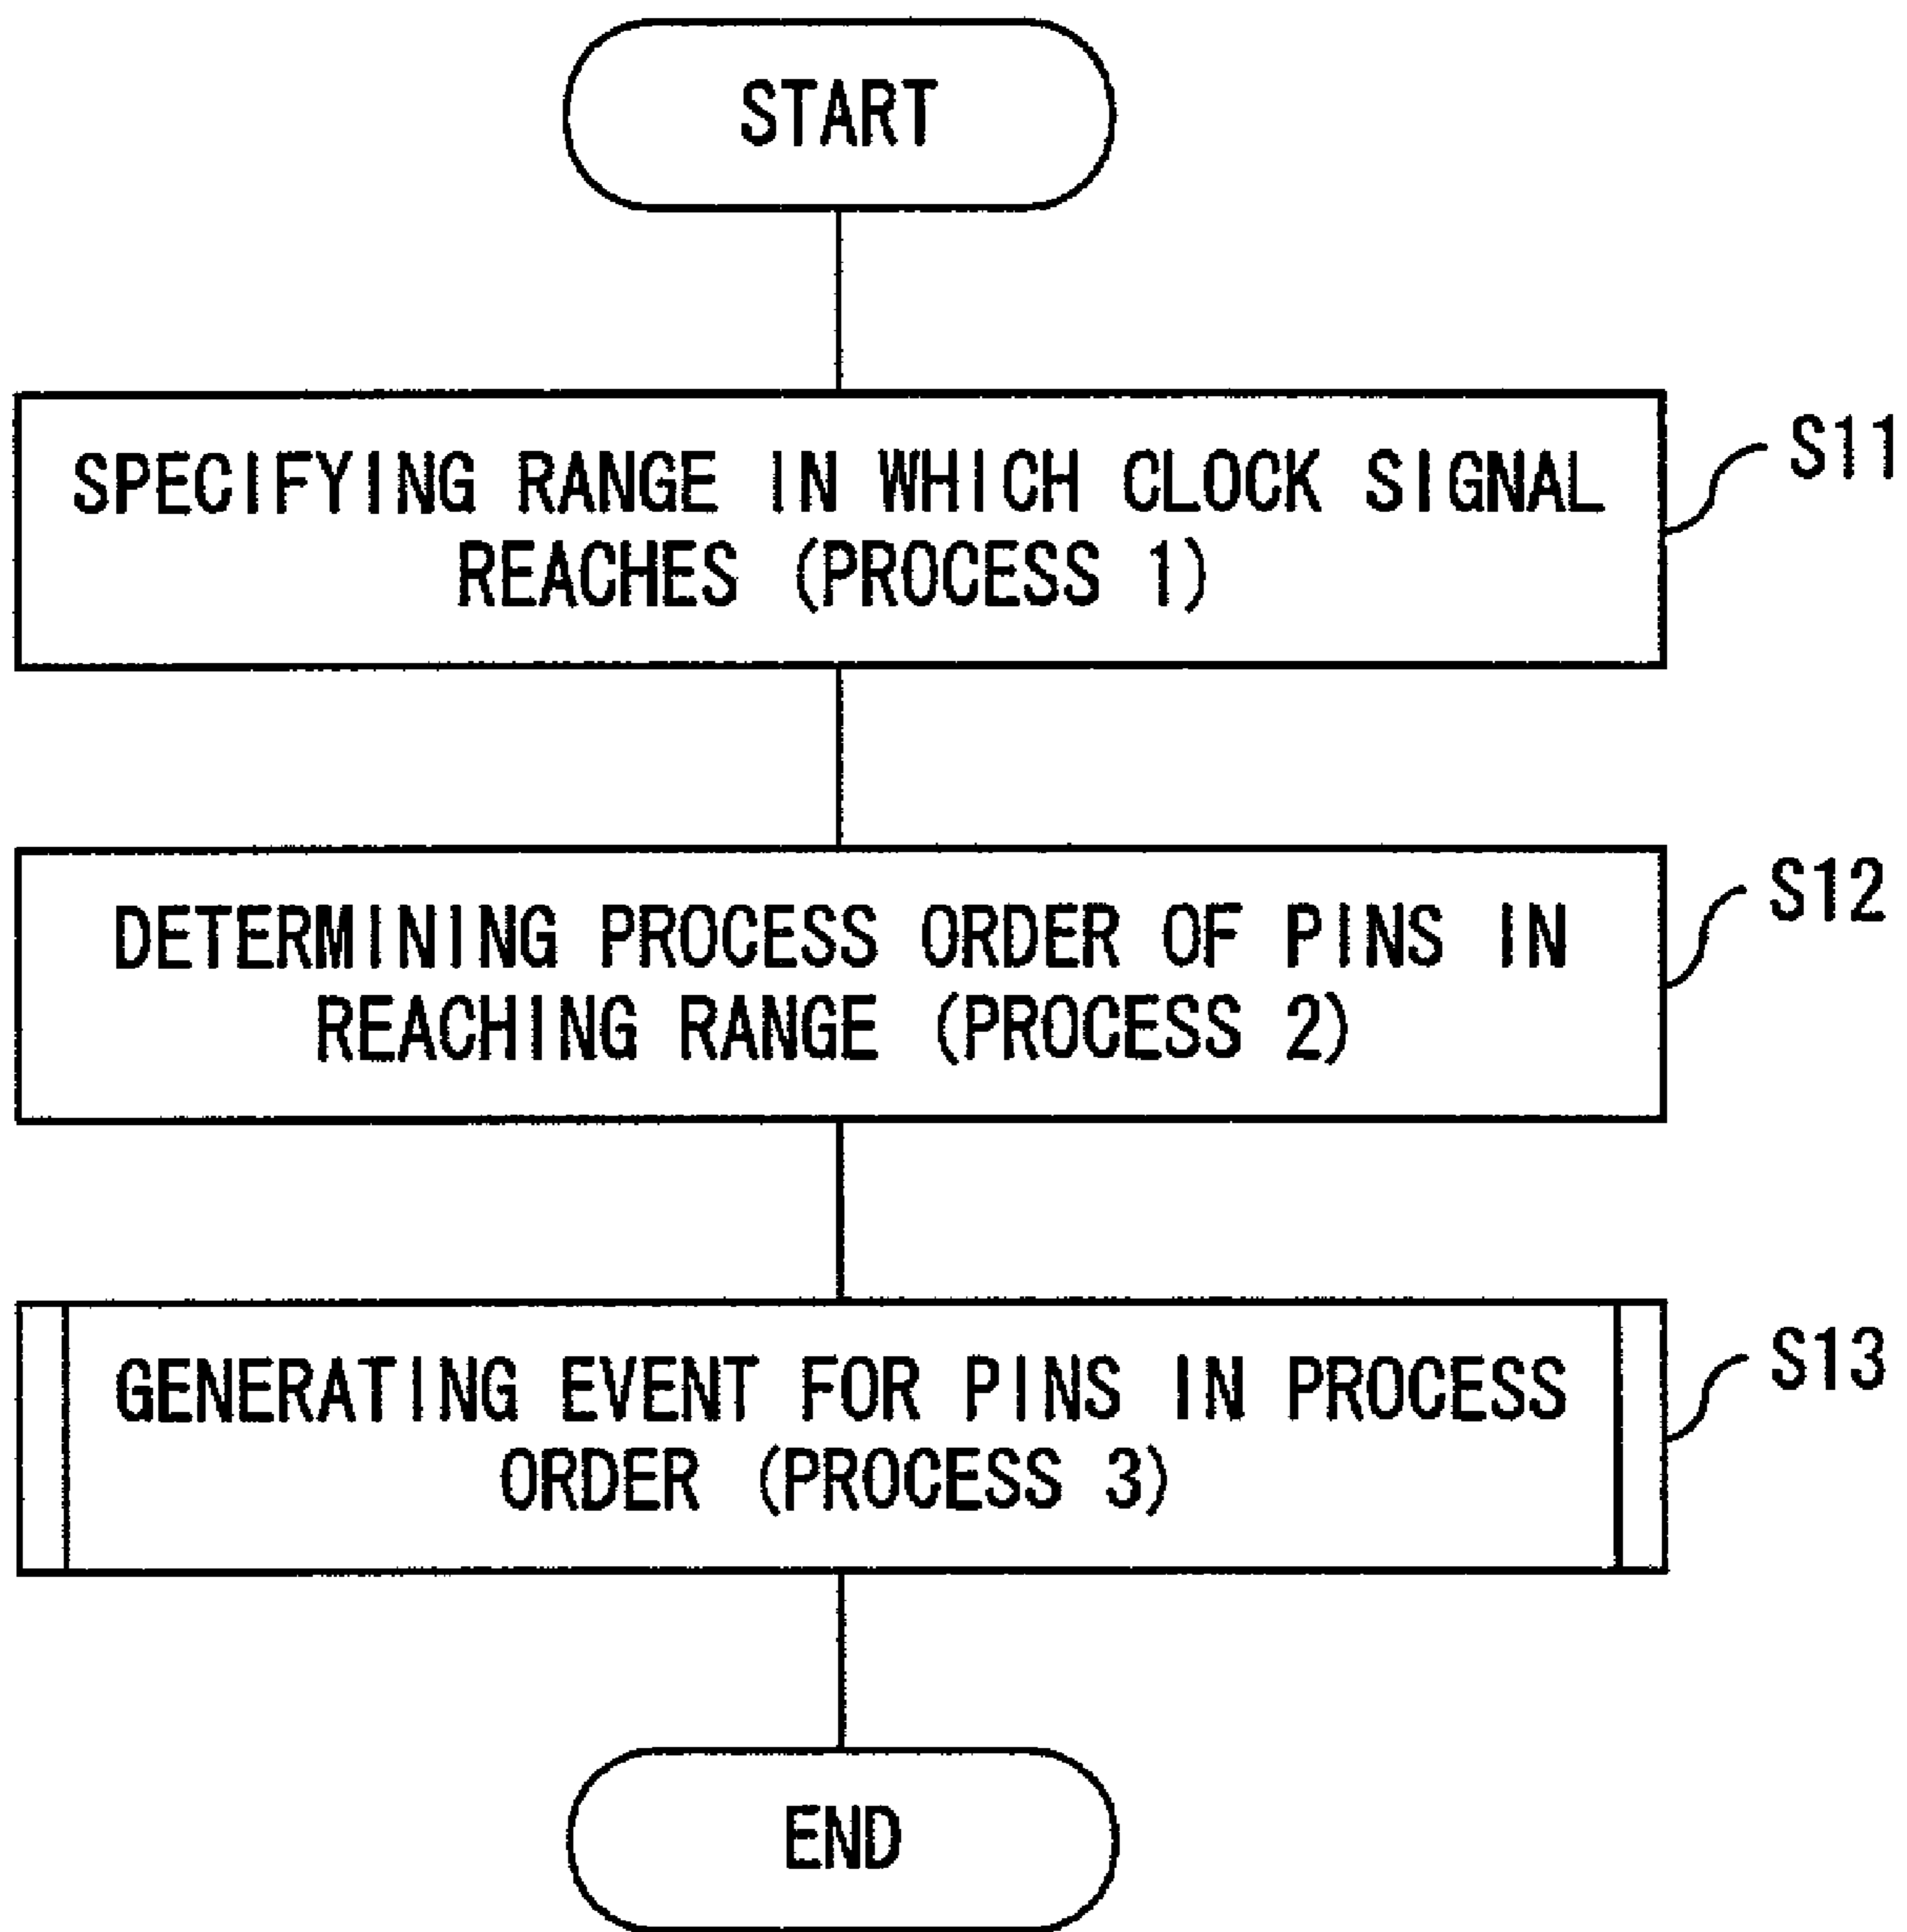 START
SPECIFYING RANGE IN WHICH CLOCK SIGNAL
REACHES (PROCESS 1)
S11
DETERMINING PROCESS ORDER OF PINS IN
REACHING RANGE (PROCESS 2)
S12
GENERATING EVENT FOR PINS IN PROCESS
ORDER (PROCESS 3)
S13
END